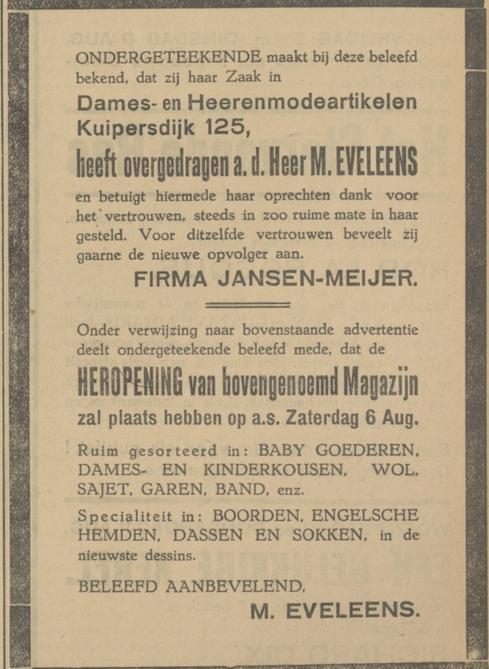 ONDERGETEEKENDE maakt bij deze beleefd
bekend, dat zij haar Zaak in
Dames- en Heerenmodeartikelen
Kuipersdijk 125,
heeft overgedragen a. d. Heer M. EVELEENS
en betuigt hiermede haar oprechten dank voor
het vertrouwen, steeds in zoo ruime mate in haar
gesteld. Voor ditzelfde vertrouwen beveelt zij
gaarne de nieuwe opvolger aan.
FIRMA JANSEN-MEIJER.
Onder verwijzing naar bovenstaande advertentie
deelt ondergeteekende beleefd mede, dat de
HEROPENING van bovengenoemd Magazijn
zal plaats hebben op a.s. Zaterdag 6 Aug.
Ruim gesorteerd in: BABY GOEDEREN,
DAMES- EN KINDERKOUSEN, WOL,
SAJET, GAREN, BAND, enz.
Specialiteit in: BOORDEN, ENGELSCHE
HEMDEN, DASSEN EN SOKKEN, in de
nieuwste dessins.
BELEEFD AANBEVELEND,
M. EVELEENS.